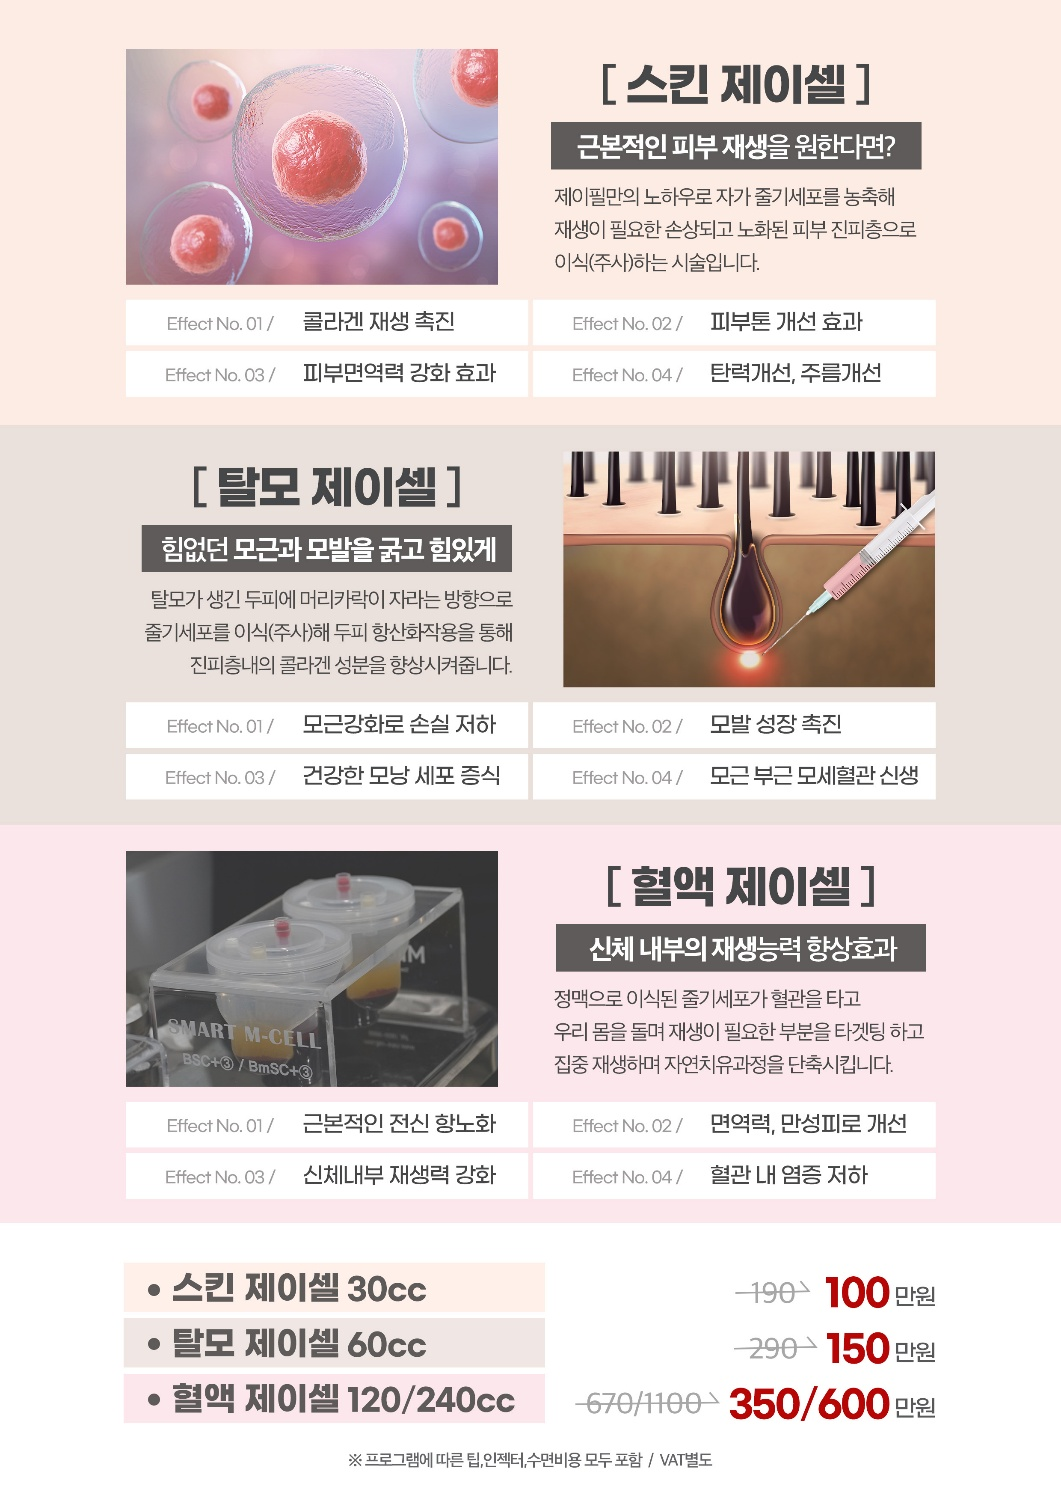 [ 스킨 제이셀 ]
근본적인 피부 재생을 원한다면?
제이필만의 노하우로 자가 줄기세포를 농축해
재생이 필요한 손상되고 노화된 피부 진피층으로
이식(주사)하는 시술입니다.
Effect No. 01 / 콜라겐 재생 촉진
Effect No. 02 / 피부톤 개선 효과
Effect No. 03 / 피부면역력 강화 효과
Effect No. 04 / 탄력개선, 주름개선
[ 탈모 제이셀 ]
힘없던 모근과 모발을 굵고 힘있게
탈모가 생긴 두피에 머리카락이 자라는 방향으로
줄기세포를 이식(주사)해 두피 항산화작용을 통해
진피층내의 콜라겐 성분을 향상시켜줍니다.
Effect No. 01 / 모근강화로 손실 저하
Effect No. 02 / 모발 성장 촉진
Effect No. 03 / 건강한 모낭 세포 증식
Effect No. 04 / 모근 부근 모세혈관 신생
SMART M-CELL
BSC+③ / BmSC+③
[ 혈액 제이셀 ]
신체 내부의 재생능력 향상효과
정맥으로 이식된 줄기세포가 혈관을 타고
우리 몸을 돌며 재생이 필요한 부분을 타겟팅 하고
집중 재생하며 자연치유과정을 단축시킵니다.
Effect No. 01 / 근본적인 전신 항노화
Effect No. 02 / 면역력, 만성피로 개선
Effect No. 03 / 신체내부 재생력 강화
Effect No. 04 / 혈관 내 염증 저하
• 스킨 제이셀 30cc 190 100 만원
• 탈모 제이셀 60cc 290 150 만원
• 혈액 제이셀 120/240cc 670/1100 350/600 만원
※ 프로그램에 따른 팁,인젝터,수면비용 모두 포함 / VAT별도